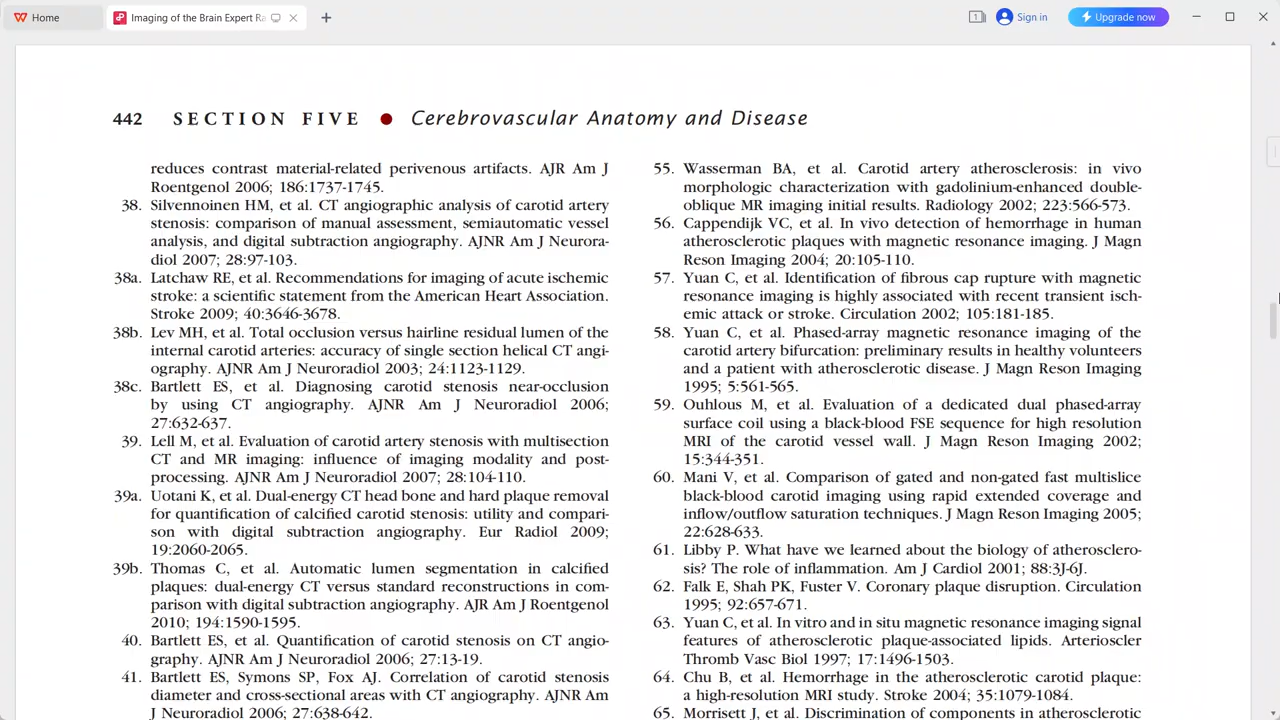 Home
Imaging of the Brain Expert Ra
Sign in
Upgrade now
442 SECTION FIVE ● Cerebrovascular Anatomy and Disease
reduces contrast material-related perivenous artifacts. AJR Am J
Roentgenol 2006; 186:1737-1745.
38. Silvennoinen HM, et al. CT angiographic analysis of carotid artery
stenosis: comparison of manual assessment, semiautomatic vessel
analysis, and digital subtraction angiography. AJNR Am J Neurora-
diol 2007; 28:97-103.
38a. Latchaw RE, et al. Recommendations for imaging of acute ischemic
stroke: a scientific statement from the American Heart Association.
Stroke 2009; 40:3646-3678.
38b. Lev MH, et al. Total occlusion versus hairline residual lumen of the
internal carotid arteries: accuracy of single section helical CT angi-
ography. AJNR Am J Neuroradiol 2003; 24:1123-1129.
38c. Bartlett ES, et al. Diagnosing carotid stenosis near-occlusion
by using CT angiography. AJNR Am J Neuroradiol 2006;
27:632-637.
39. Lell M, et al. Evaluation of carotid artery stenosis with multisection
CT and MR imaging: influence of imaging modality and post-
processing. AJNR Am J Neuroradiol 2007; 28:104-110.
39a. Uotani K, et al. Dual-energy CT head bone and hard plaque removal
for quantification of calcified carotid stenosis: utility and compari-
son with digital subtraction angiography. Eur Radiol 2009;
19:2060-2065.
39b. Thomas C, et al. Automatic lumen segmentation in calcified
plaques: dual-energy CT versus standard reconstructions in com-
parison with digital subtraction angiography. AJR Am J Roentgenol
2010; 194:1590-1595.
40. Bartlett ES, et al. Quantification of carotid stenosis on CT angio-
graphy. AJNR Am J Neuroradiol 2006; 27:13-19.
41. Bartlett ES, Symons SP, Fox AJ. Correlation of carotid stenosis
diameter and cross-sectional areas with CT angiography. AJNR Am
J Neuroradiol 2006; 27:638-642.
55. Wasserman BA, et al. Carotid artery atherosclerosis: in vivo
morphologic characterization with gadolinium-enhanced double-
oblique MR imaging initial results. Radiology 2002; 223:566-573.
56. Cappendijk VC, et al. In vivo detection of hemorrhage in human
atherosclerotic plaques with magnetic resonance imaging. J Magn
Reson Imaging 2004; 20:105-110.
57. Yuan C, et al. Identification of fibrous cap rupture with magnetic
resonance imaging is highly associated with recent transient isch-
emic attack or stroke. Circulation 2002; 105:181-185.
58. Yuan C, et al. Phased-array magnetic resonance imaging of the
carotid artery bifurcation: preliminary results in healthy volunteers
and a patient with atherosclerotic disease. J Magn Reson Imaging
1995; 5:561-565.
59. Ouhlous M, et al. Evaluation of a dedicated dual phased-array
surface coil using a black-blood FSE sequence for high resolution
MRI of the carotid vessel wall. J Magn Reson Imaging 2002;
15:344-351.
60. Mani V, et al. Comparison of gated and non-gated fast multislice
black-blood carotid imaging using rapid extended coverage and
inflow/outflow saturation techniques. J Magn Reson Imaging 2005;
22:628-633.
61. Libby P. What have we learned about the biology of atherosclero-
sis? The role of inflammation. Am J Cardiol 2001; 88:3J-6J.
62. Falk E, Shah PK, Fuster V. Coronary plaque disruption. Circulation
1995; 92:657-671.
63. Yuan C, et al. In vitro and in situ magnetic resonance imaging signal
features of atherosclerotic plaque-associated lipids. Arterioscler
Thromb Vasc Biol 1997; 17:1496-1503.
64. Chu B, et al. Hemorrhage in the atherosclerotic carotid plaque:
a high-resolution MRI study. Stroke 2004; 35:1079-1084.
65. Morrisett J, et al. Discrimination of components in atherosclerotic